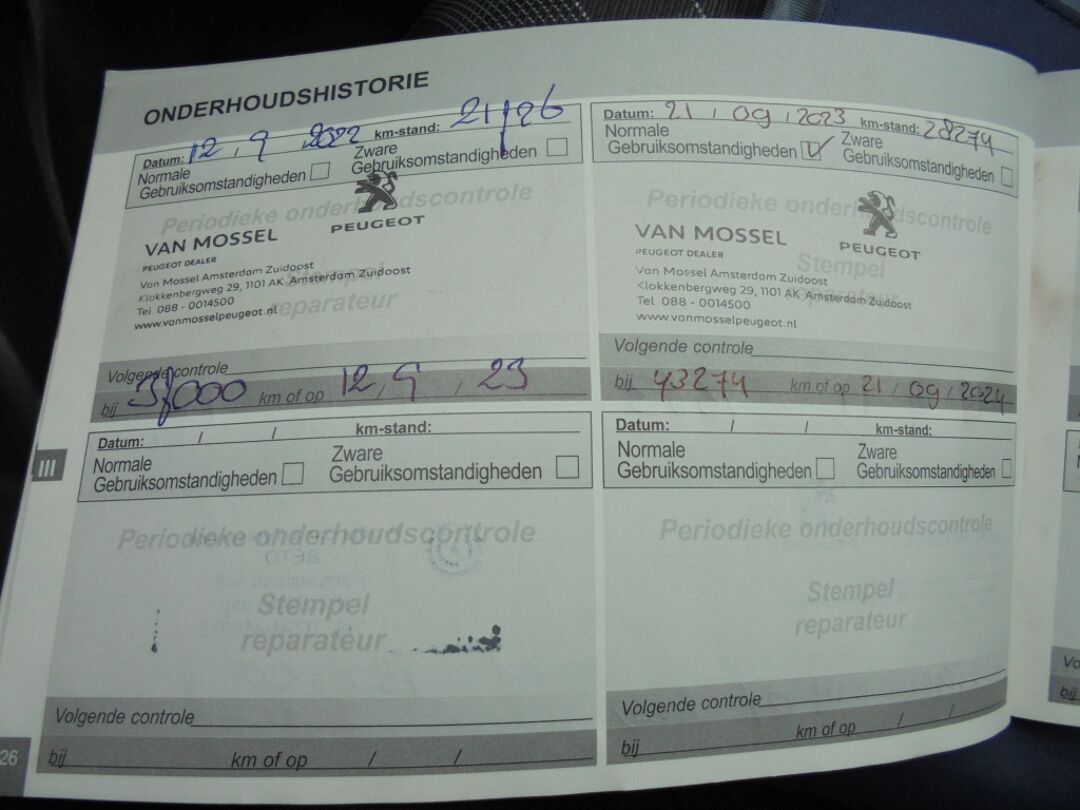 ONDERHOUDSHISTORIE
Datum: 12, 9, 2022 km-stand:
Normale
Gebruiksomstandigheden
Zware
Gebruiksomstandigheden
Periodieke onderhoudscontrole
PEUGEOT
VAN MOSSEL
PEUGEOT DEALER
Van Mossel Amsterdam Zuidoost
Klokkenbergweg 29, 1101 AK Amsterdam Zuidoost
Tel 088 - 0014500
www.vanmosselpeugeot.nl
Stempel
reparateur
Volgende controle
bij km of op 12, 9, 23
Datum: 21 / 09 / 2023 km-stand: 28274
Normale
Gebruiksomstandigheden
Zware
Gebruiksomstandigheden
Periodieke onderhoudscontrole
PEUGEOT
VAN MOSSEL
PEUGEOT DEALER
Van Mossel Amsterdam Zuidoost
Klokkenbergweg 29, 1101 AK Amsterdam Zuidoost
Tel 088 - 0014500
www.vanmosselpeugeot.nl
Stempel
reparateur
Volgende controle
bij 43274 km of op 21 / 09 / 2024
III
Datum: / / km-stand:
Normale
Gebruiksomstandigheden
Zware
Gebruiksomstandigheden
Periodieke onderhoudscontrole
Stempel
reparateur
Volgende controle
bij km of op / /
Datum: / / km-stand:
Normale
Gebruiksomstandigheden
Zware
Gebruiksomstandigheden
Periodieke onderhoudscontrole
Stempel
reparateur
Volgende controle
bij km of op / /
26